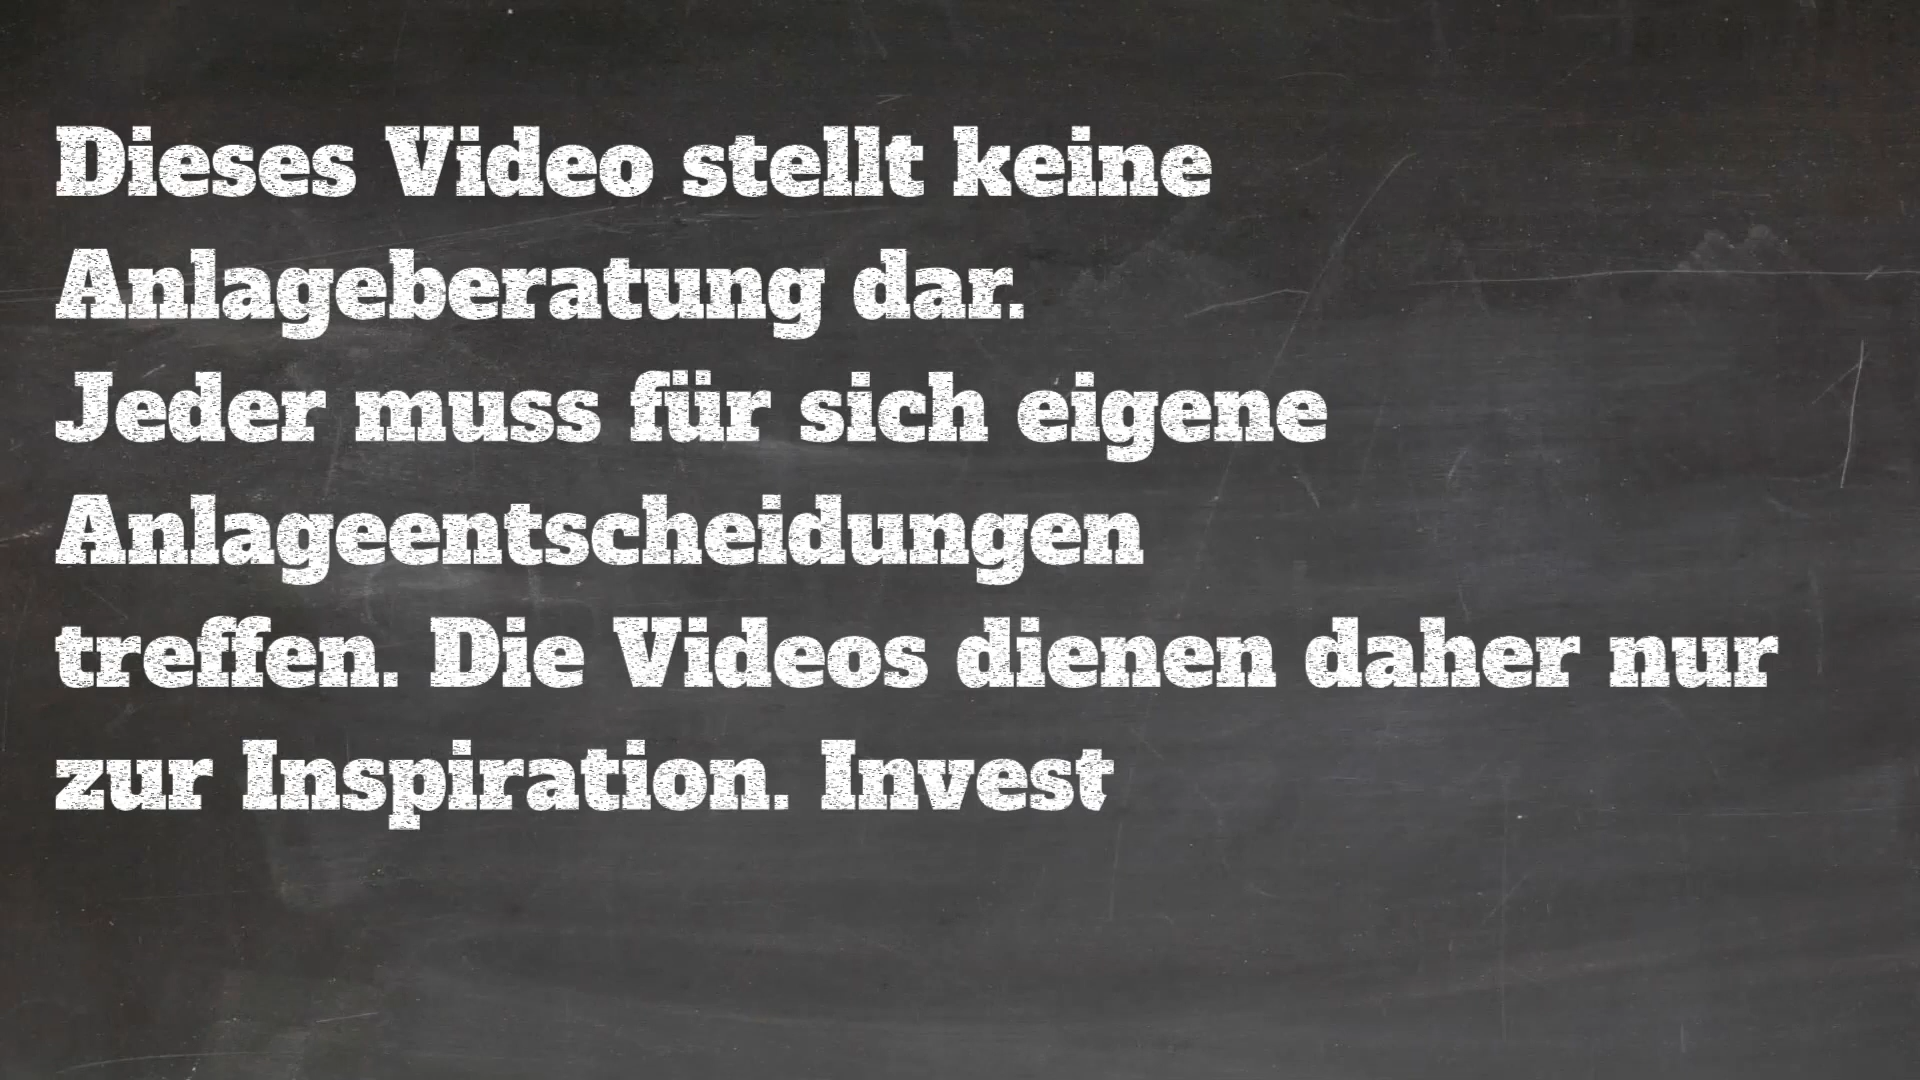 Dieses Video stellt keine
Anlageberatung dar.
Jeder muss für sich eigene
Anlageentscheidungen
treffen. Die Videos dienen daher nur
zur Inspiration. Invest